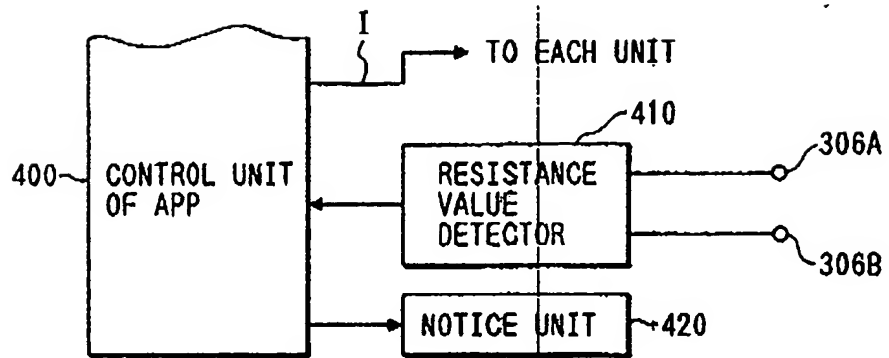 I
TO EACH UNIT
410
306A
400
CONTROL UNIT
OF APP
RESISTANCE
VALUE
DETECTOR
306B
NOTICE UNIT
420